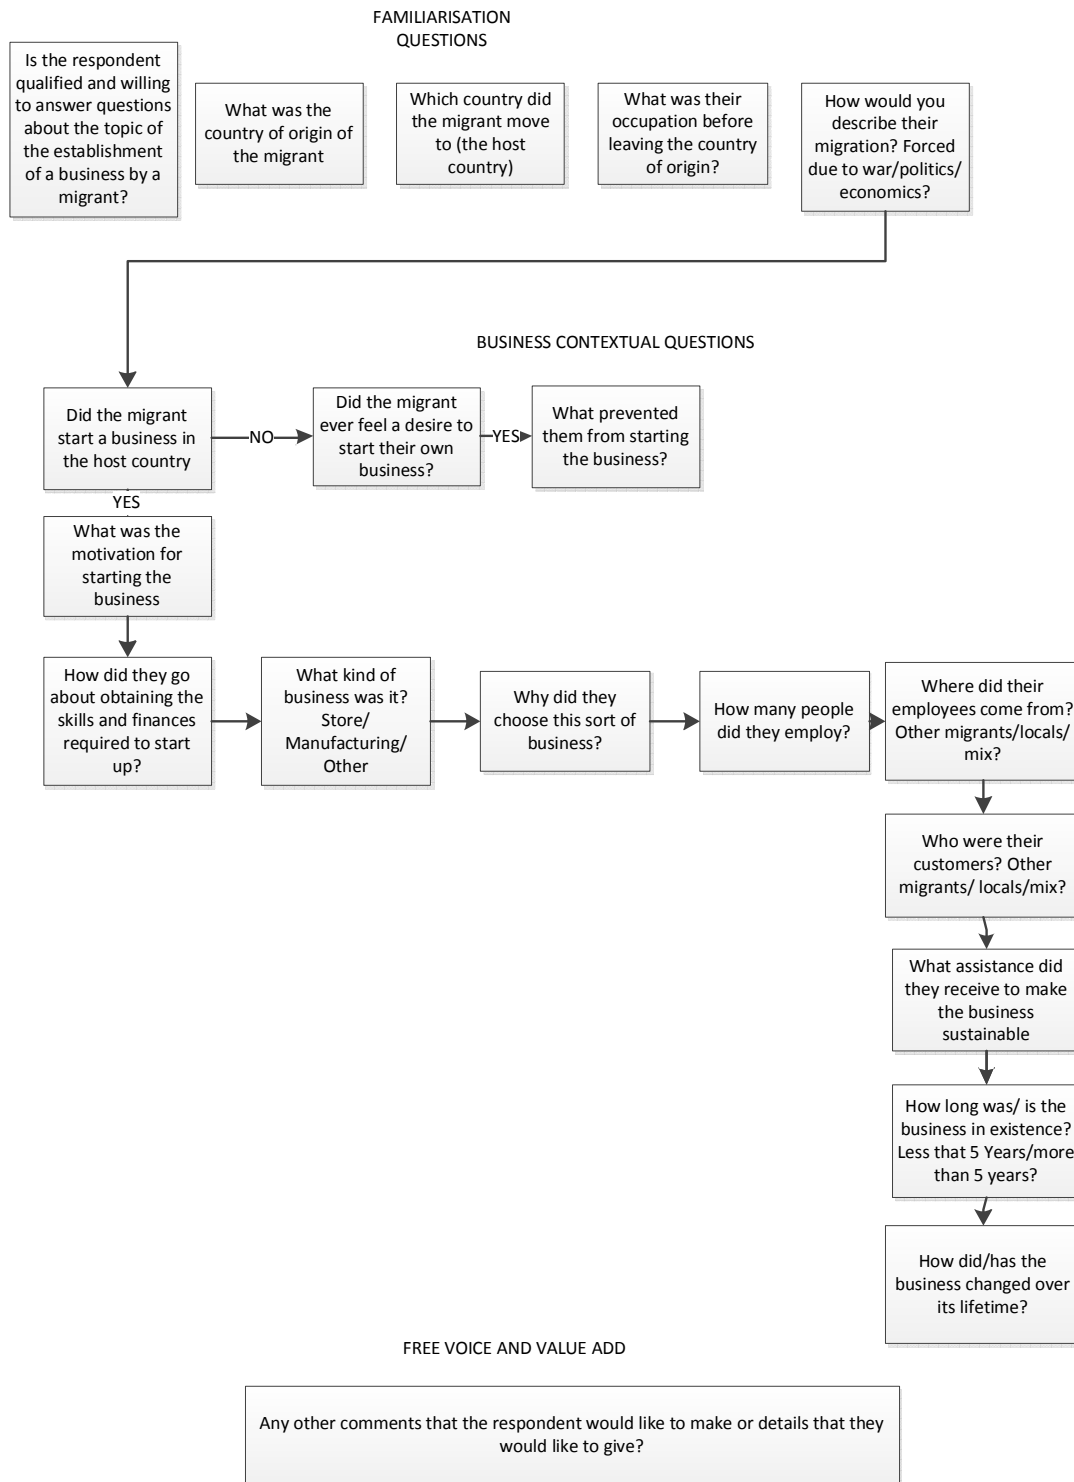 FAMILIARISATION
QUESTIONS
Is the respondent
qualified and willing
to answer questions
about the topic of
the establishment
of a business by a
migrant?
What was the
country of origin of
the migrant
Which country did
the migrant move
to (the host
country)
What was their
occupation before
leaving the country
of origin?
How would you
describe their
migration? Forced
due to war/politics/
economics?
BUSINESS CONTEXTUAL QUESTIONS
Did the migrant
start a business in
the host country
NO
Did the migrant
ever feel a desire to
start their own
business?
YES
What prevented
them from starting
the business?
YES
What was the
motivation for
starting the
business
How did they go
about obtaining the
skills and finances
required to start
up?
What kind of
business was it?
Store/
Manufacturing/
Other
Why did they
choose this sort of
business?
How many people
did they employ?
Where did their
employees come from?
Other migrants/locals/
mix?
Who were their
customers? Other
migrants/ locals/mix?
What assistance did
they receive to make
the business
sustainable
How long was/ is the
business in existence?
Less that 5 Years/more
than 5 years?
How did/has the
business changed over
its lifetime?
FREE VOICE AND VALUE ADD
Any other comments that the respondent would like to make or details that they
would like to give?